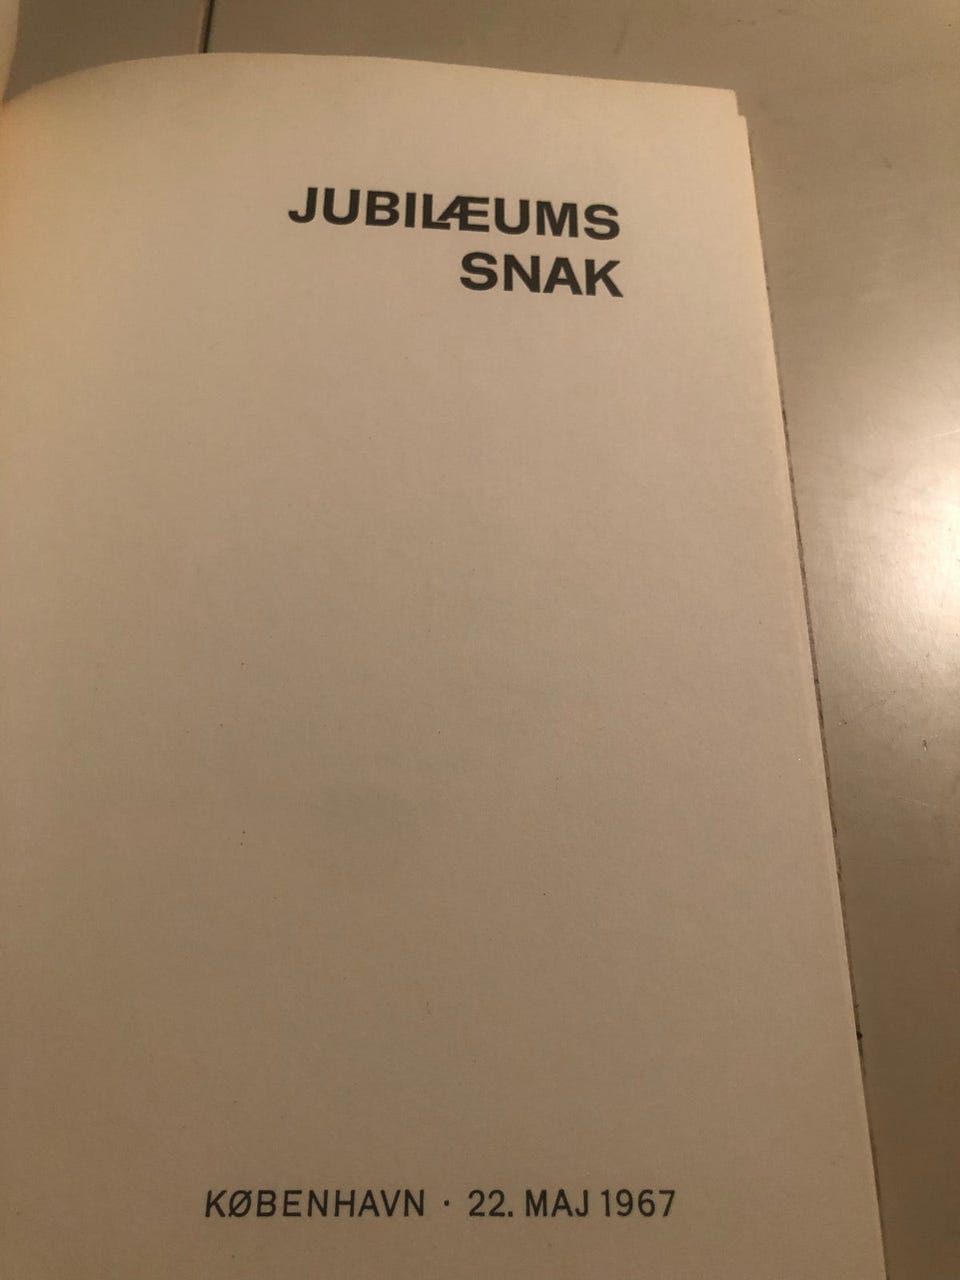 JUBILÆUMS
SNAK
KØBENHAVN · 22. MAJ 1967